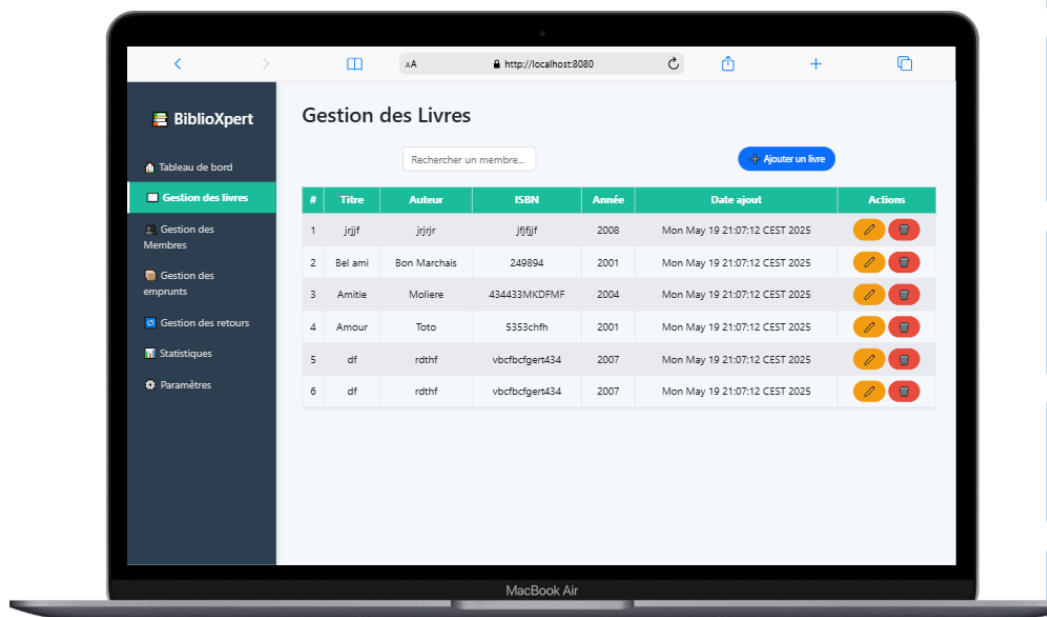 AA http://localhost:8080
BiblioXpert
Tableau de bord
Gestion des livres
Gestion des
Membres
Gestion des
emprunts
Gestion des retours
Statistiques
Paramètres
Gestion des Livres
Rechercher un membre...
Ajouter un livre
# Titre Auteur ISBN Année Date ajout Actions
1 jrjjf jrjrjr jfjfjjf 2008 Mon May 19 21:07:12 CEST 2025
2 Bel ami Bon Marchais 249894 2001 Mon May 19 21:07:12 CEST 2025
3 Amitie Moliere 434433MKDFMF 2004 Mon May 19 21:07:12 CEST 2025
4 Amour Toto 5353chfh 2001 Mon May 19 21:07:12 CEST 2025
5 df rdthf vbcfbcfgert434 2007 Mon May 19 21:07:12 CEST 2025
6 df rdthf vbcfbcfgert434 2007 Mon May 19 21:07:12 CEST 2025
MacBook Air